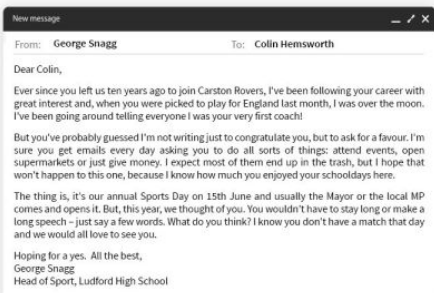 New message
From: George Snagg To: Colin Hemsworth
Dear Colin,
Ever since you left us ten years ago to join Carston Rovers, I've been following your career with
great interest and, when you were picked to play for England last month, I was over the moon.
I've been going around telling everyone I was your very first coach!
But you've probably guessed I'm not writing just to congratulate you, but to ask for a favour. I'm
sure you get emails every day asking you to do all sorts of things: attend events, open
supermarkets or just give money. I expect most of them end up in the trash, but I hope that
won't happen to this one, because I know how much you enjoyed your schooldays here.
The thing is, it's our annual Sports Day on 15th June and usually the Mayor or the local MP
comes and opens it. But, this year, we thought of you. You wouldn't have to stay long or make a
long speech – just say a few words. What do you think? I know you don't have a match that day
and we would all love to see you.
Hoping for a yes. All the best,
George Snagg
Head of Sport, Ludford High School